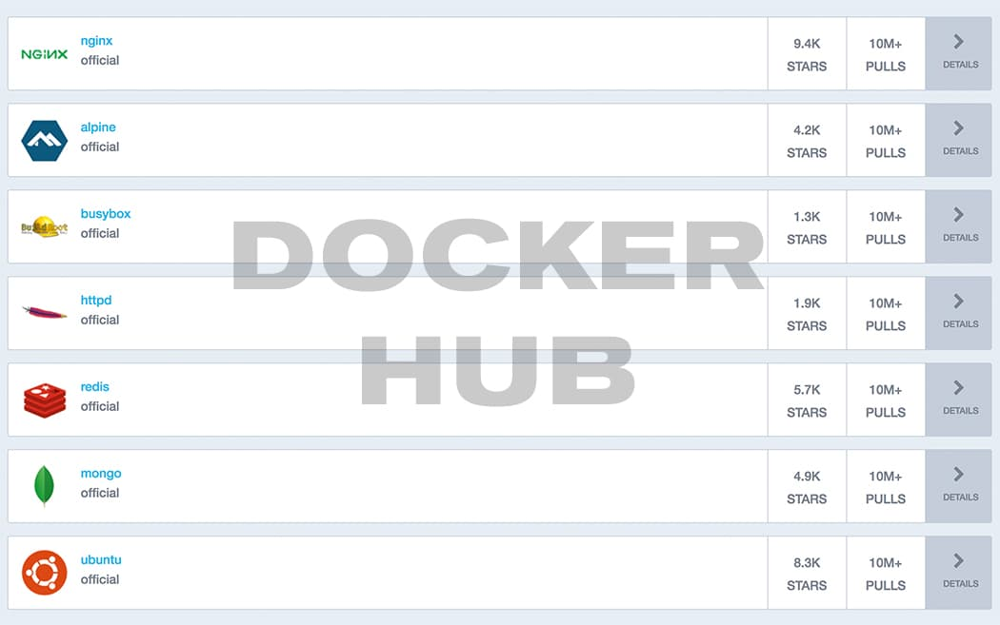 NGINX
nginx
official
9.4K
STARS
10M+
PULLS
DETAILS
alpine
official
4.2K
STARS
10M+
PULLS
DETAILS
busybox
official
1.3K
STARS
10M+
PULLS
DETAILS
httpd
official
1.9K
STARS
10M+
PULLS
DETAILS
redis
official
5.7K
STARS
10M+
PULLS
DETAILS
mongo
official
4.9K
STARS
10M+
PULLS
DETAILS
ubuntu
official
8.3K
STARS
10M+
PULLS
DETAILS
DOCKER
HUB